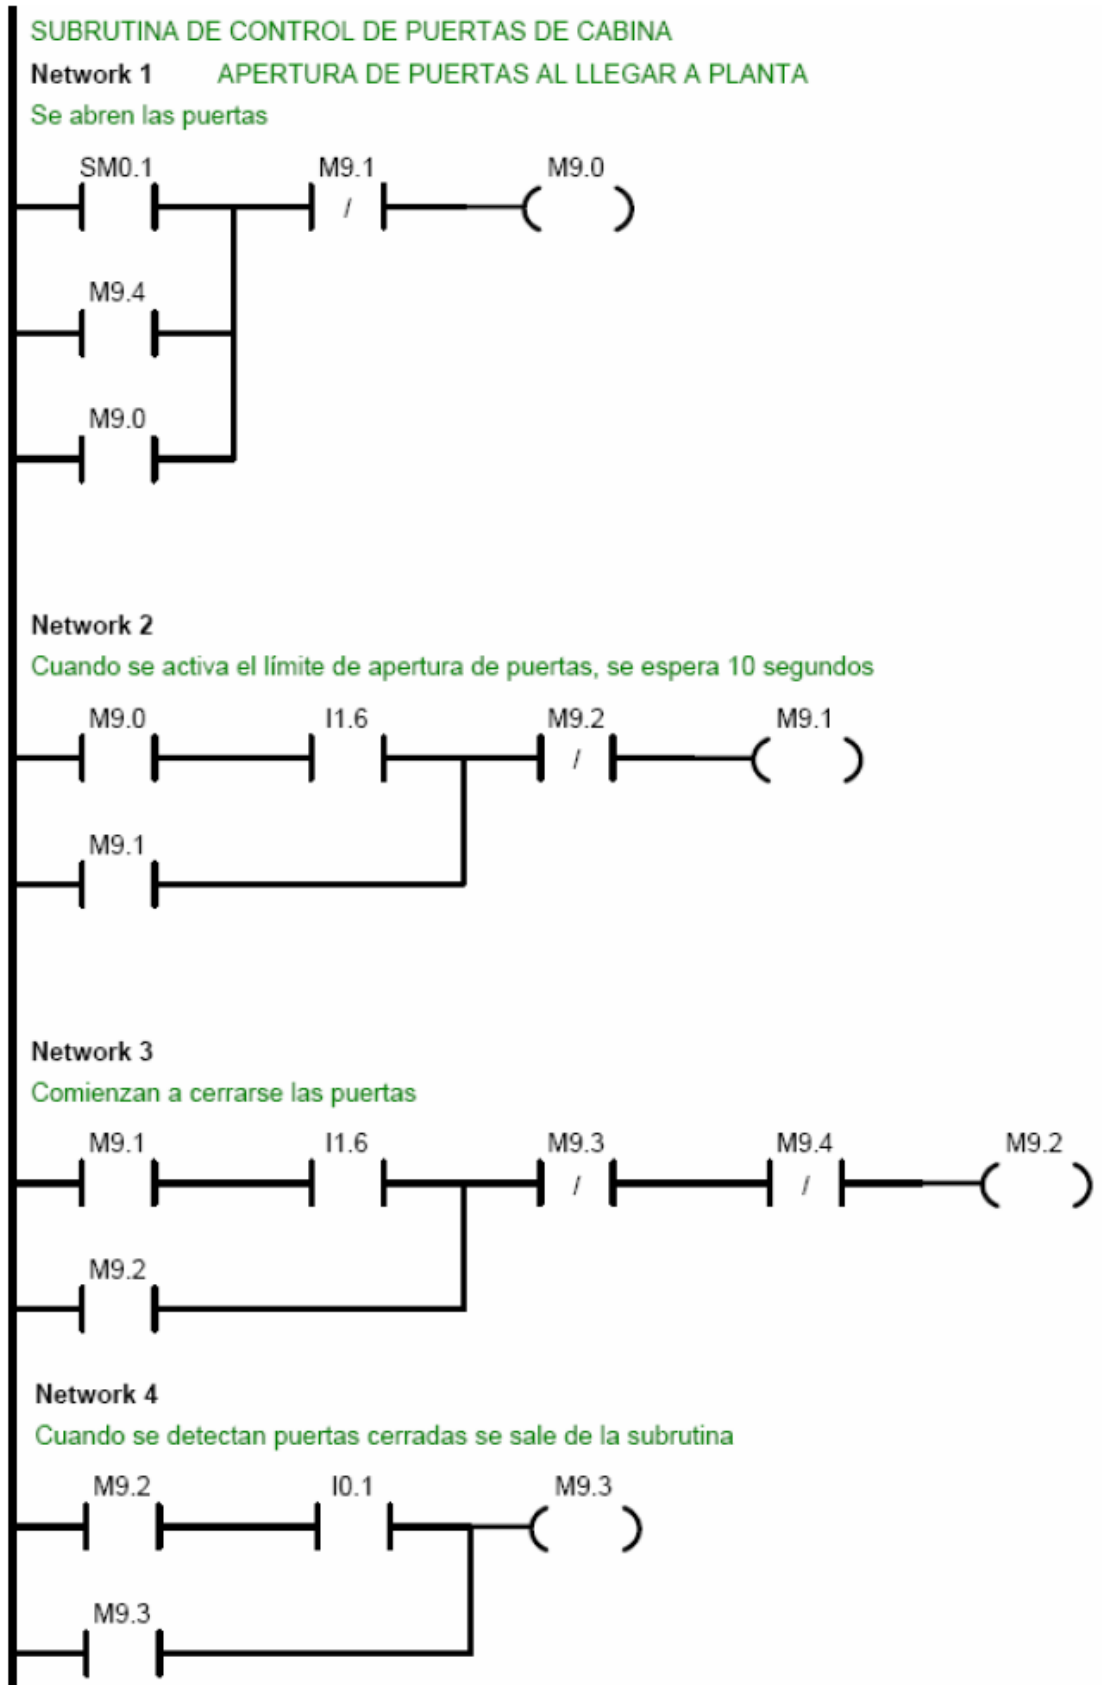 SUBRUTINA DE CONTROL DE PUERTAS DE CABINA
Network 1 APERTURA DE PUERTAS AL LLEGAR A PLANTA
Se abren las puertas
SM0.1 M9.1 M9.0
/
M9.4
M9.0
Network 2
Cuando se activa el límite de apertura de puertas, se espera 10 segundos
M9.0 I1.6 M9.2 M9.1
/
M9.1
Network 3
Comienzan a cerrarse las puertas
M9.1 I1.6 M9.3 M9.4 M9.2
/ /
M9.2
Network 4
Cuando se detectan puertas cerradas se sale de la subrutina
M9.2 I0.1 M9.3
M9.3